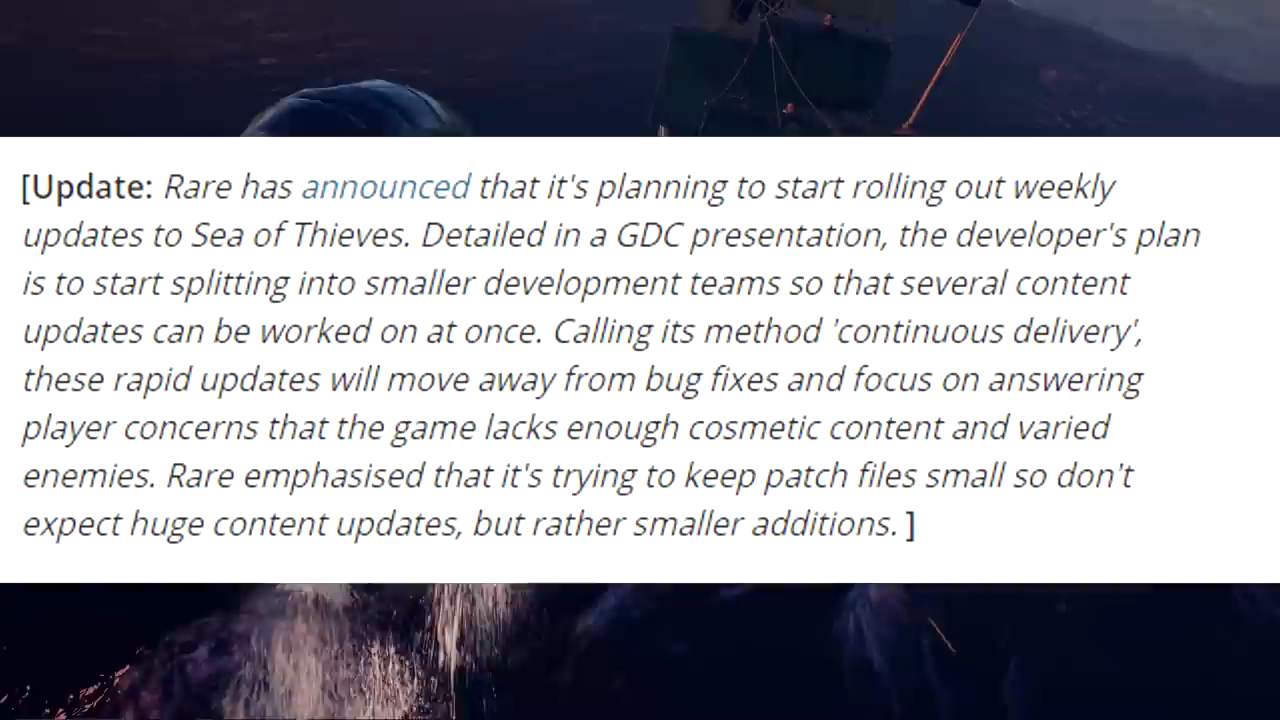 [Update: Rare has announced that it's planning to start rolling out weekly
updates to Sea of Thieves. Detailed in a GDC presentation, the developer's plan
is to start splitting into smaller development teams so that several content
updates can be worked on at once. Calling its method 'continuous delivery',
these rapid updates will move away from bug fixes and focus on answering
player concerns that the game lacks enough cosmetic content and varied
enemies. Rare emphasised that it's trying to keep patch files small so don't
expect huge content updates, but rather smaller additions. ]